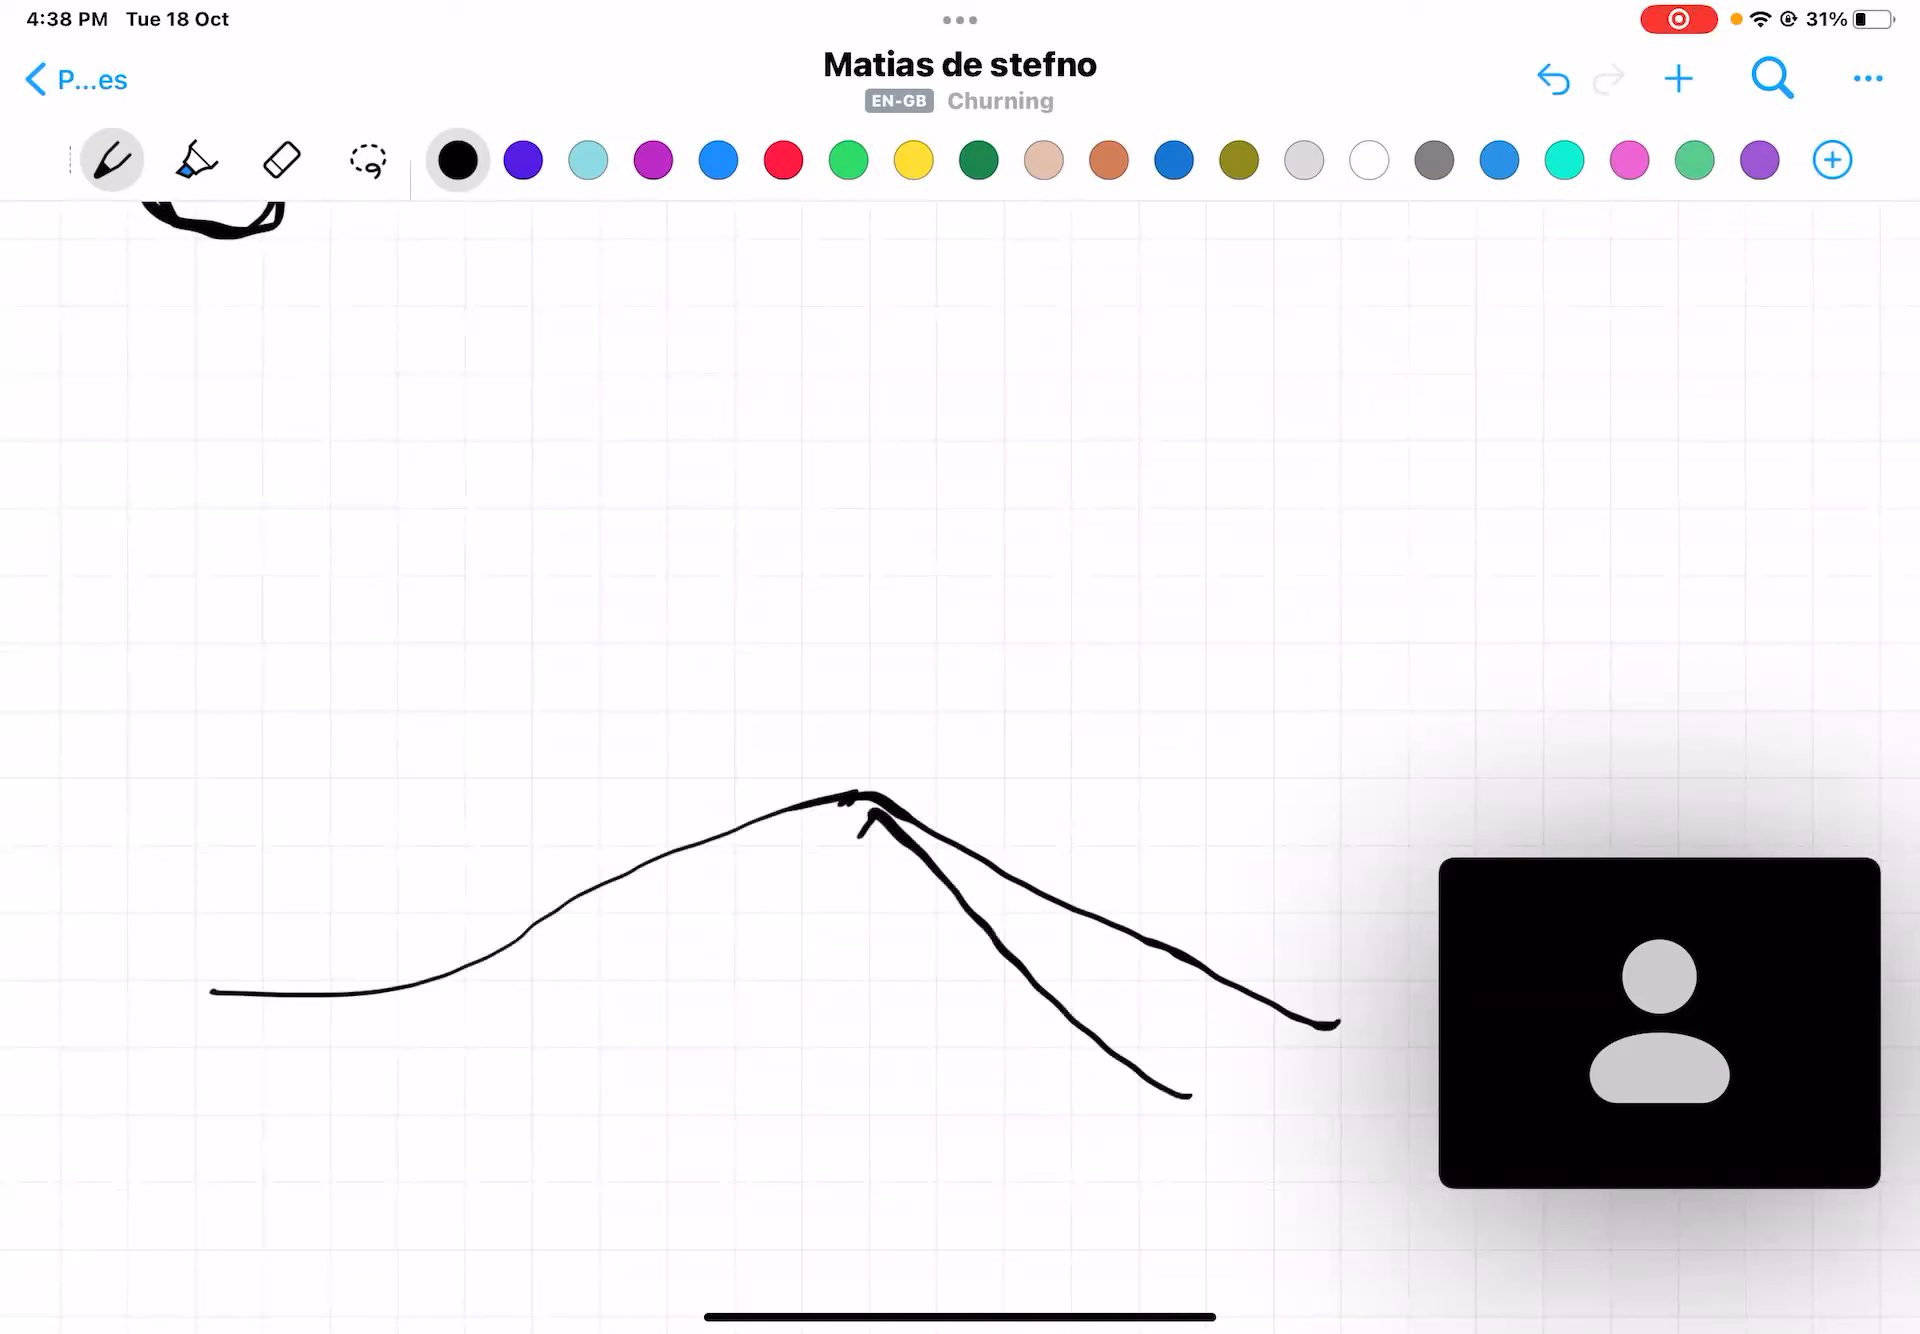 4:38 PM Tue 18 Oct
31%
P...es
Matias de stefno
EN-GB Churning